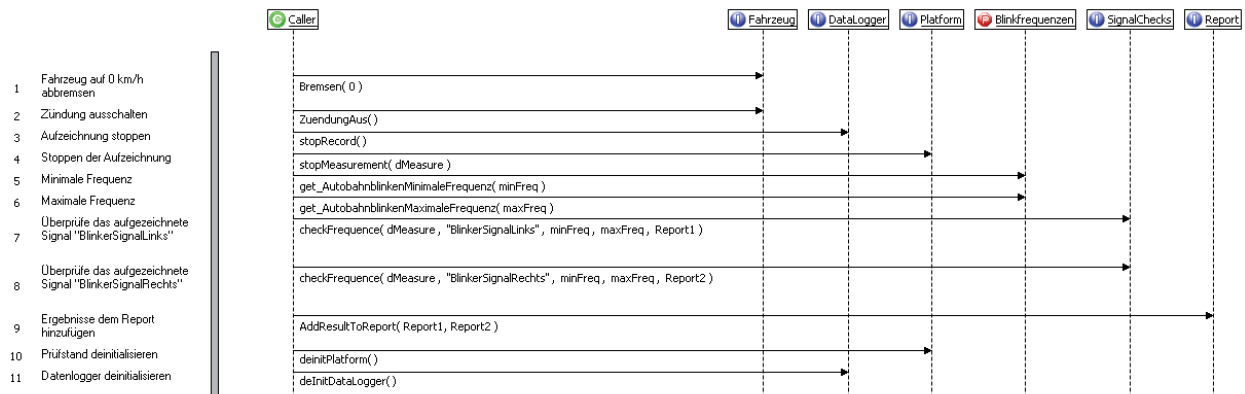 Caller Fahrzeug DataLogger Platform Blinkfrequenzen SignalChecks Report
1 Fahrzeug auf 0 km/h
abbremsen
Bremsen( 0 )
2 Zündung ausschalten
ZuendungAus()
3 Aufzeichnung stoppen
stopRecord()
4 Stoppen der Aufzeichnung
stopMeasurement( dMeasure )
5 Minimale Frequenz
get_AutobahnblinkenMinimaleFrequenz( minFreq )
6 Maximale Frequenz
get_AutobahnblinkenMaximaleFrequenz( maxFreq )
7 Überprüfe das aufgezeichnete
Signal "BlinkerSignalLinks"
checkFrequence( dMeasure , "BlinkerSignalLinks", minFreq, maxFreq, Report1 )
8 Überprüfe das aufgezeichnete
Signal "BlinkerSignalRechts"
checkFrequence( dMeasure , "BlinkerSignalRechts", minFreq , maxFreq, Report2 )
9 Ergebnisse dem Report
hinzufügen
AddResultToReport( Report1, Report2 )
10 Prüfstand deinitialisieren
deinitPlatform()
11 Datenlogger deinitialisieren
deInitDataLogger()